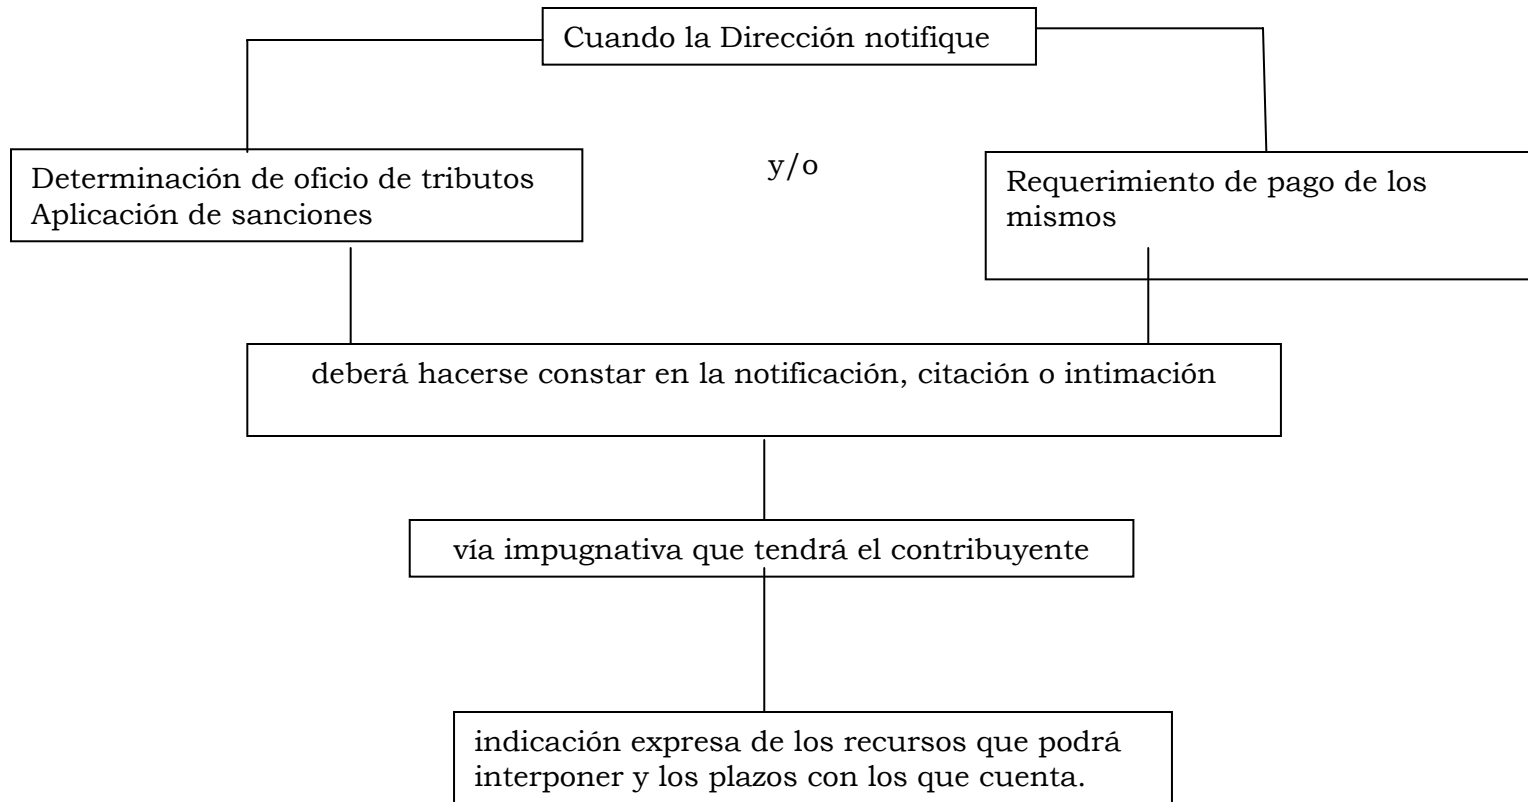 Cuando la Dirección notifique
Determinación de oficio de tributos
Aplicación de sanciones
y/o
Requerimiento de pago de los
mismos
deberá hacerse constar en la notificación, citación o intimación
vía impugnativa que tendrá el contribuyente
indicación expresa de los recursos que podrá
interponer y los plazos con los que cuenta.